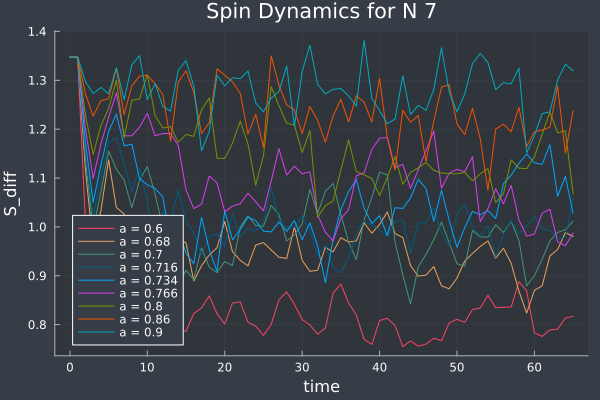 Spin Dynamics for N 7
S_diff
1.4
1.3
1.2
1.1
1.0
0.9
0.8
a = 0.6
a = 0.68
a = 0.7
a = 0.716
a = 0.734
a = 0.766
a = 0.8
a = 0.86
a = 0.9
0 10 20 30 40 50 60
time